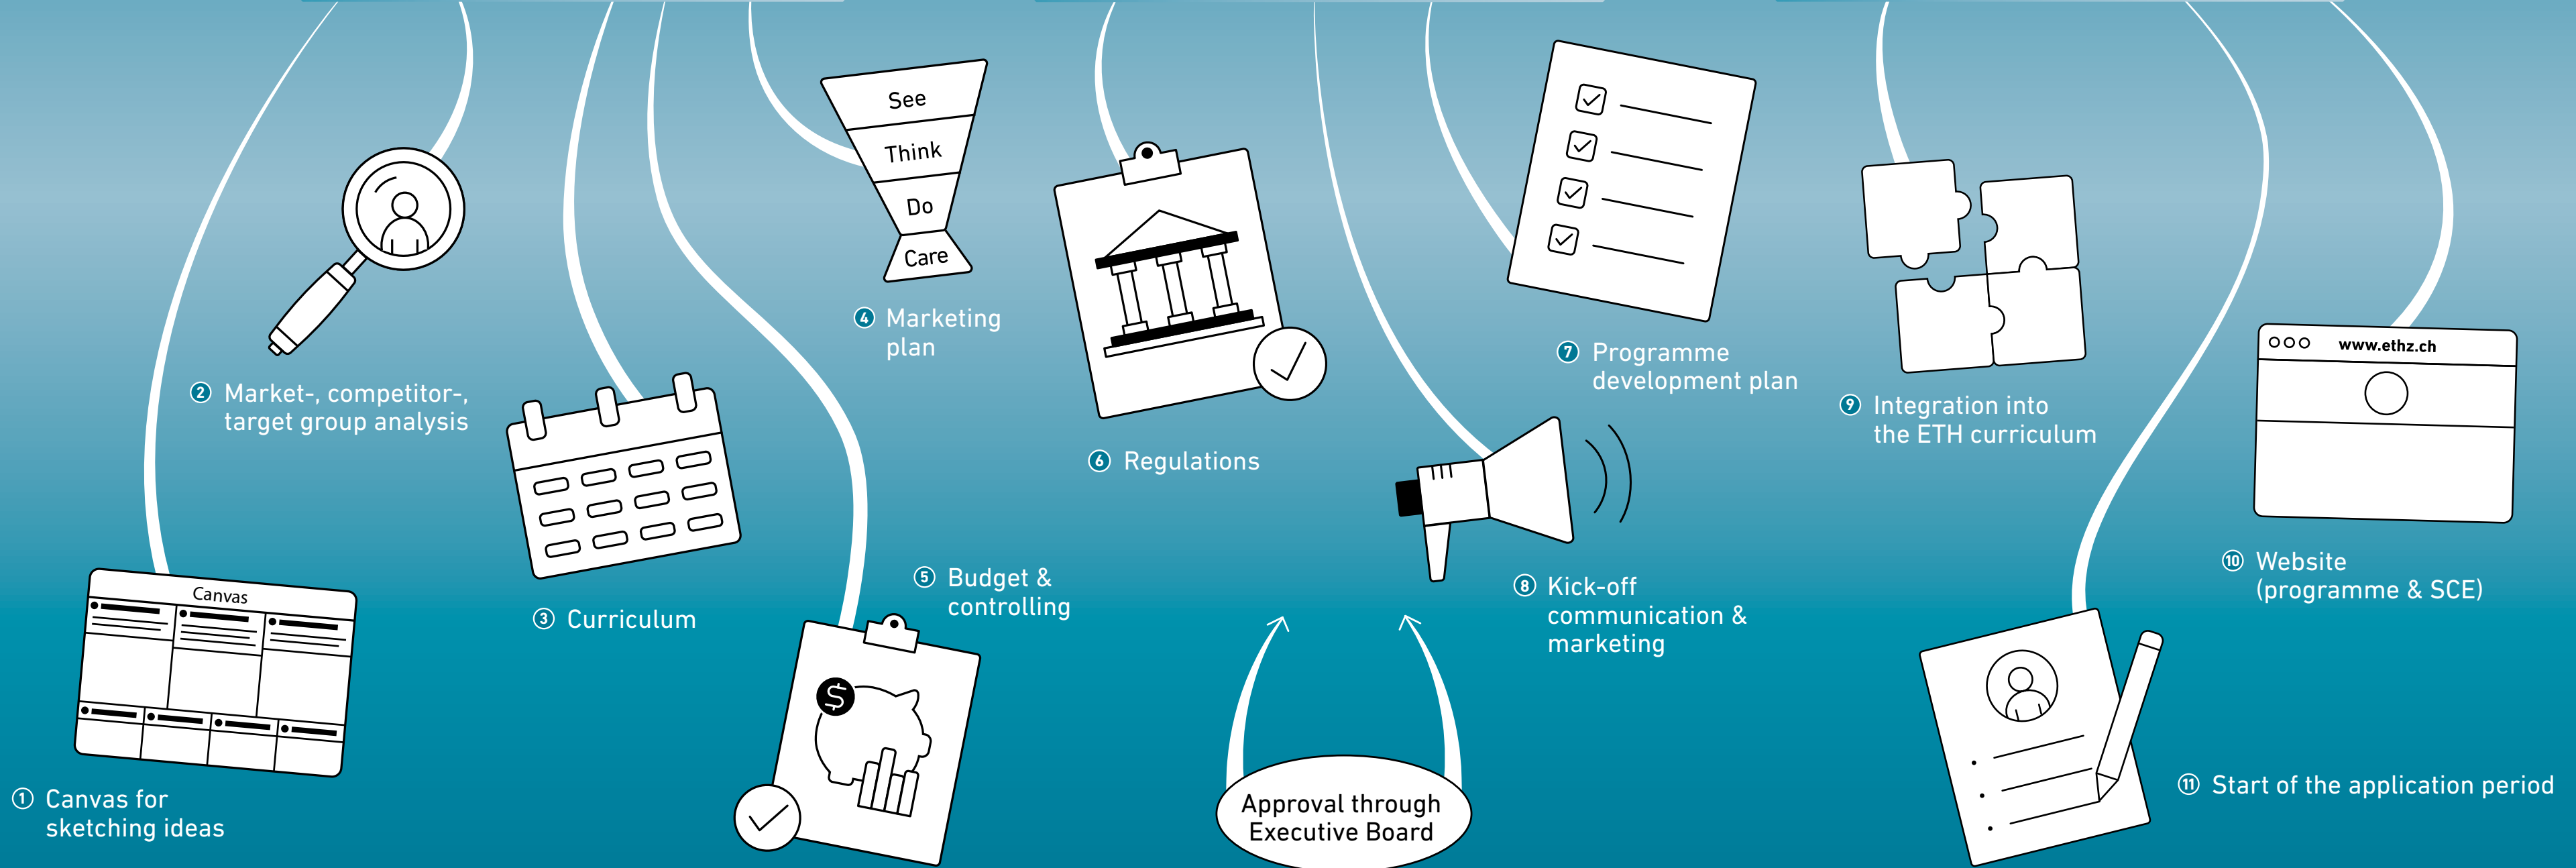 Canvas
① Canvas for
sketching ideas
② Market-, competitor-,
target group analysis
③ Curriculum
See
Think
Do
Care
④ Marketing
plan
⑤ Budget &
controlling
$
⑥ Regulations
⑦ Programme
development plan
⑧ Kick-off
communication &
marketing
Approval through
Executive Board
⑨ Integration into
the ETH curriculum
www.ethz.ch
⑩ Website
(programme & SCE)
⑪ Start of the application period